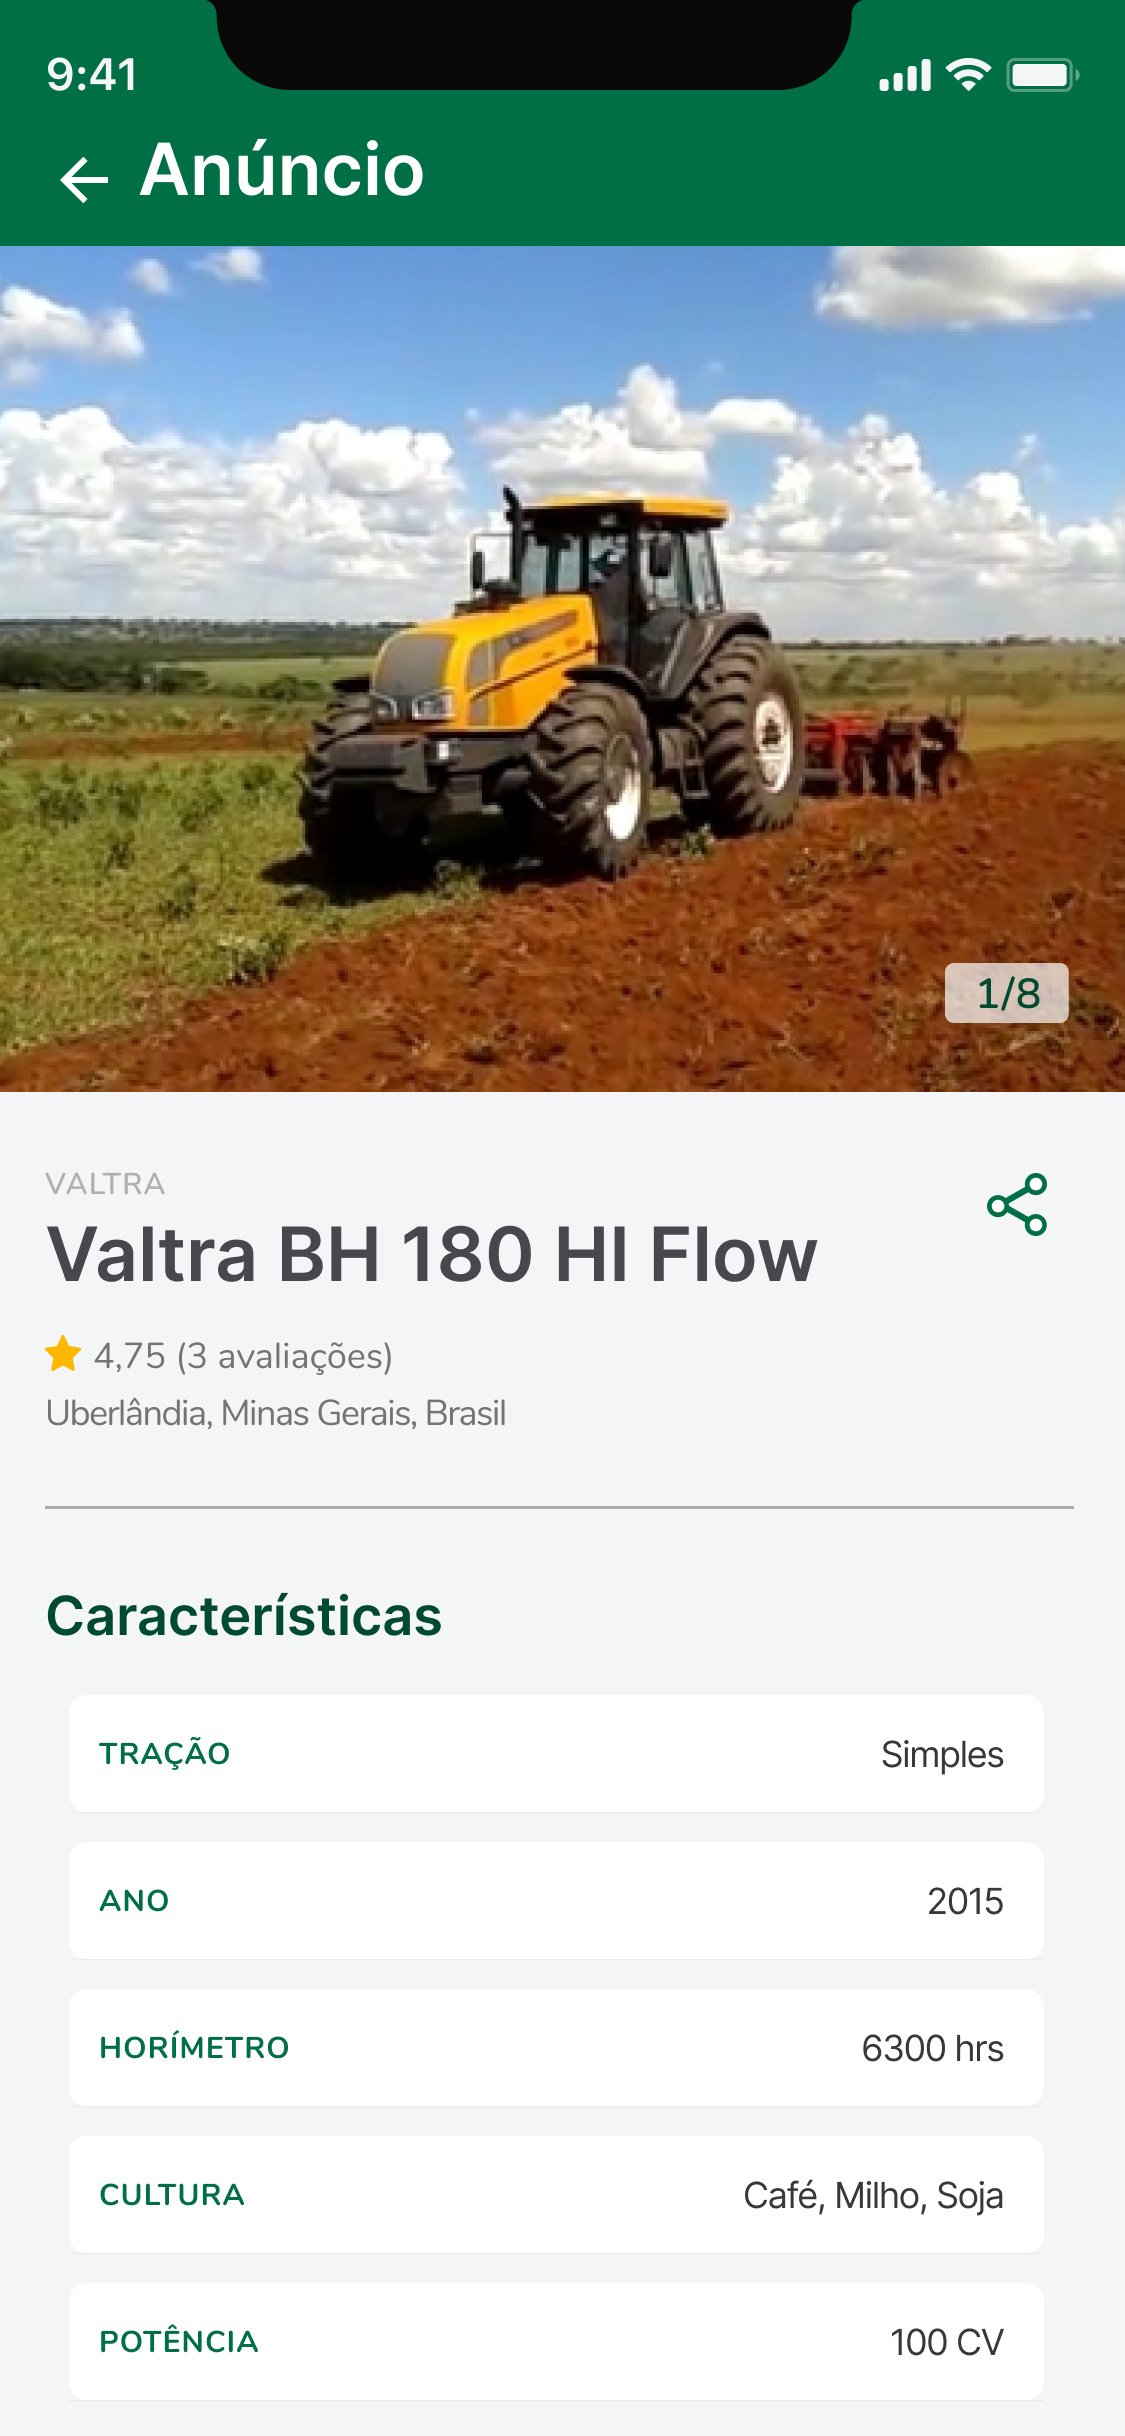 9:41
Anúncio
1/8
VALTRA
Valtra BH 180 HI Flow
4,75 (3 avaliações)
Uberlândia, Minas Gerais, Brasil
Características
TRAÇÃO Simples
ANO 2015
HORÍMETRO 6300 hrs
CULTURA Café, Milho, Soja
POTÊNCIA 100 CV